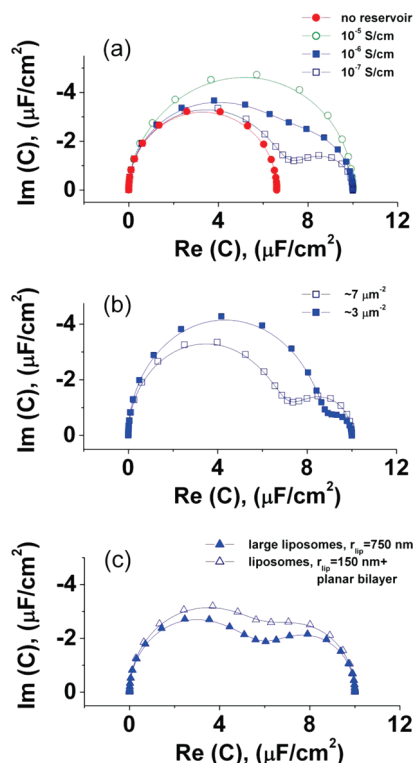 (a)
no reservoir
10⁻⁵ S/cm
10⁻⁶ S/cm
10⁻⁷ S/cm
-4
-2
0
Im (C), (μF/cm²)
0 4 8 12
Re (C), (μF/cm²)
(b)
~7 μm⁻²
~3 μm⁻²
-4
-2
0
Im (C), (μF/cm²)
0 4 8 12
Re (C), (μF/cm²)
(c)
large liposomes, r_lip=750 nm
liposomes, r_lip=150 nm+
planar bilayer
-4
-2
0
Im (C), (μF/cm²)
0 4 8 12
Re (C), (μF/cm²)